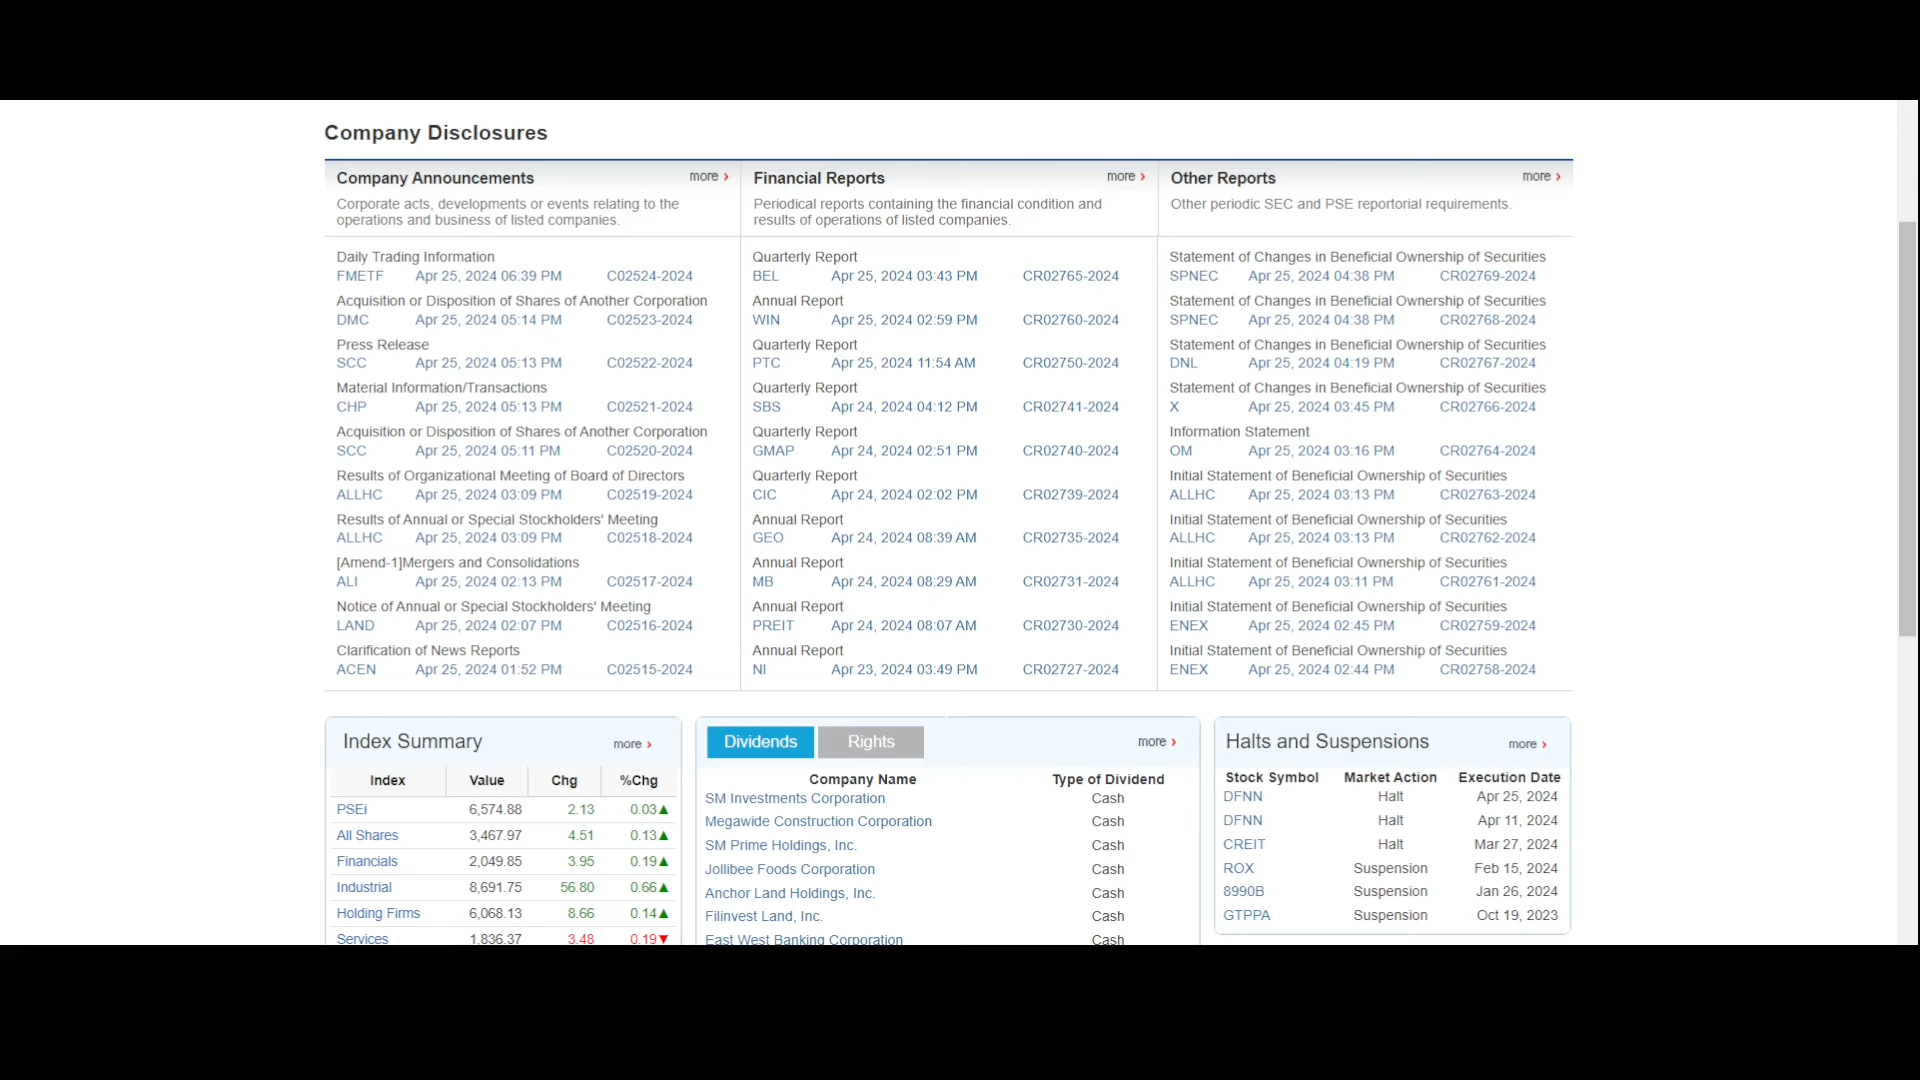 Company Disclosures
Company Announcements more ›
Corporate acts, developments or events relating to the
operations and business of listed companies.
Daily Trading Information
FMETF Apr 25, 2024 06:39 PM C02524-2024
Acquisition or Disposition of Shares of Another Corporation
DMC Apr 25, 2024 05:14 PM C02523-2024
Press Release
SCC Apr 25, 2024 05:13 PM C02522-2024
Material Information/Transactions
CHP Apr 25, 2024 05:13 PM C02521-2024
Acquisition or Disposition of Shares of Another Corporation
SCC Apr 25, 2024 05:11 PM C02520-2024
Results of Organizational Meeting of Board of Directors
ALLHC Apr 25, 2024 03:09 PM C02519-2024
Results of Annual or Special Stockholders' Meeting
ALLHC Apr 25, 2024 03:09 PM C02518-2024
[Amend-1]Mergers and Consolidations
ALI Apr 25, 2024 02:13 PM C02517-2024
Notice of Annual or Special Stockholders' Meeting
LAND Apr 25, 2024 02:07 PM C02516-2024
Clarification of News Reports
ACEN Apr 25, 2024 01:52 PM C02515-2024
Financial Reports more ›
Periodical reports containing the financial condition and
results of operations of listed companies.
Quarterly Report
BEL Apr 25, 2024 03:43 PM CR02765-2024
Annual Report
WIN Apr 25, 2024 02:59 PM CR02760-2024
Quarterly Report
PTC Apr 25, 2024 11:54 AM CR02750-2024
Quarterly Report
SBS Apr 24, 2024 04:12 PM CR02741-2024
Quarterly Report
GMAP Apr 24, 2024 02:51 PM CR02740-2024
Quarterly Report
CIC Apr 24, 2024 02:02 PM CR02739-2024
Annual Report
GEO Apr 24, 2024 08:39 AM CR02735-2024
Annual Report
MB Apr 24, 2024 08:29 AM CR02731-2024
Annual Report
PREIT Apr 24, 2024 08:07 AM CR02730-2024
Annual Report
NI Apr 23, 2024 03:49 PM CR02727-2024
Other Reports more ›
Other periodic SEC and PSE reportorial requirements.
Statement of Changes in Beneficial Ownership of Securities
SPNEC Apr 25, 2024 04:38 PM CR02769-2024
Statement of Changes in Beneficial Ownership of Securities
SPNEC Apr 25, 2024 04:38 PM CR02768-2024
Statement of Changes in Beneficial Ownership of Securities
DNL Apr 25, 2024 04:19 PM CR02767-2024
Statement of Changes in Beneficial Ownership of Securities
X Apr 25, 2024 03:45 PM CR02766-2024
Information Statement
OM Apr 25, 2024 03:16 PM CR02764-2024
Initial Statement of Beneficial Ownership of Securities
ALLHC Apr 25, 2024 03:13 PM CR02763-2024
Initial Statement of Beneficial Ownership of Securities
ALLHC Apr 25, 2024 03:13 PM CR02762-2024
Initial Statement of Beneficial Ownership of Securities
ALLHC Apr 25, 2024 03:11 PM CR02761-2024
Initial Statement of Beneficial Ownership of Securities
ENEX Apr 25, 2024 02:45 PM CR02759-2024
Initial Statement of Beneficial Ownership of Securities
ENEX Apr 25, 2024 02:44 PM CR02758-2024
Index Summary more ›
Index Value Chg %Chg
PSEi 6,574.88 2.13 0.03▲
All Shares 3,467.97 4.51 0.13▲
Financials 2,049.85 3.95 0.19▲
Industrial 8,691.75 56.80 0.66▲
Holding Firms 6,068.13 8.66 0.14▲
Services 1,836.37 3.48 0.19▼
Dividends Rights more ›
Company Name Type of Dividend
SM Investments Corporation Cash
Megawide Construction Corporation Cash
SM Prime Holdings, Inc. Cash
Jollibee Foods Corporation Cash
Anchor Land Holdings, Inc. Cash
Filinvest Land, Inc. Cash
East West Banking Corporation Cash
Halts and Suspensions more ›
Stock Symbol Market Action Execution Date
DFNN Halt Apr 25, 2024
DFNN Halt Apr 11, 2024
CREIT Halt Mar 27, 2024
ROX Suspension Feb 15, 2024
8990B Suspension Jan 26, 2024
GTPPA Suspension Oct 19, 2023